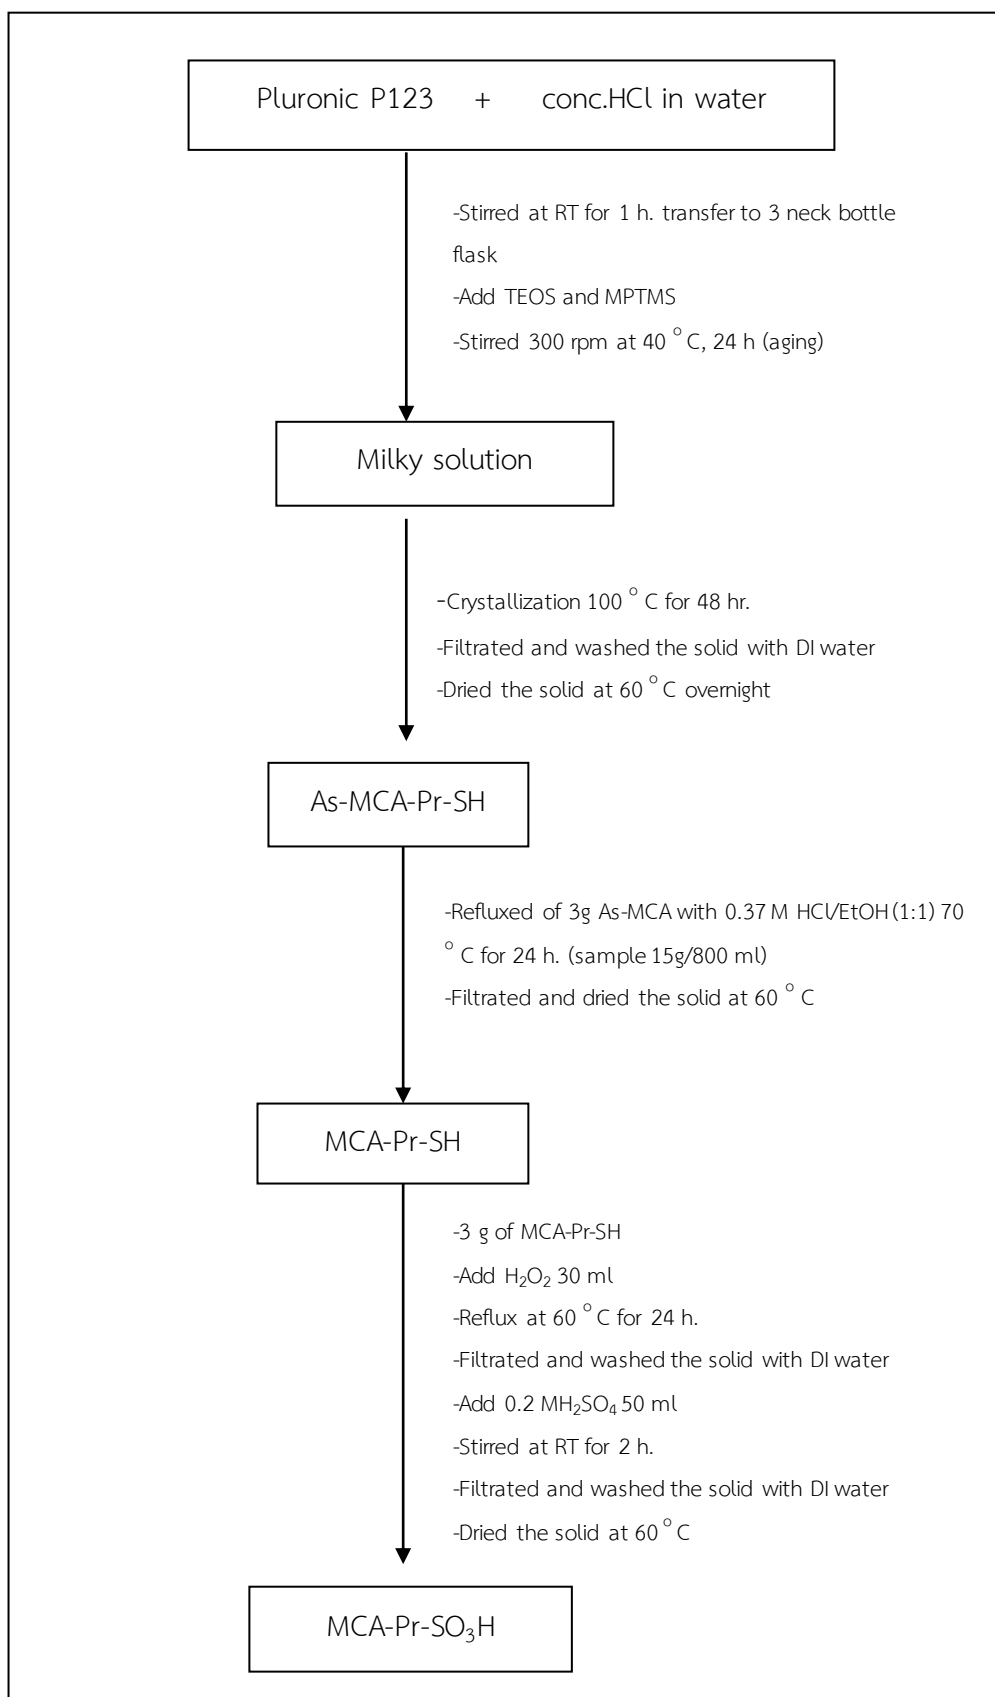 Pluronic P123 + conc.HCl in water
-Stirred at RT for 1 h. transfer to 3 neck bottle
flask
-Add TEOS and MPTMS
-Stirred 300 rpm at 40 °C, 24 h (aging)
Milky solution
-Crystallization 100 °C for 48 hr.
-Filtrated and washed the solid with DI water
-Dried the solid at 60 °C overnight
As-MCA-Pr-SH
-Refluxed of 3g As-MCA with 0.37 M HCl/EtOH (1:1) 70
°C for 24 h. (sample 15g/800 ml)
-Filtrated and dried the solid at 60 °C
MCA-Pr-SH
-3 g of MCA-Pr-SH
-Add H₂O₂ 30 ml
-Reflux at 60 °C for 24 h.
-Filtrated and washed the solid with DI water
-Add 0.2 MH₂SO₄ 50 ml
-Stirred at RT for 2 h.
-Filtrated and washed the solid with DI water
-Dried the solid at 60 °C
MCA-Pr-SO₃H